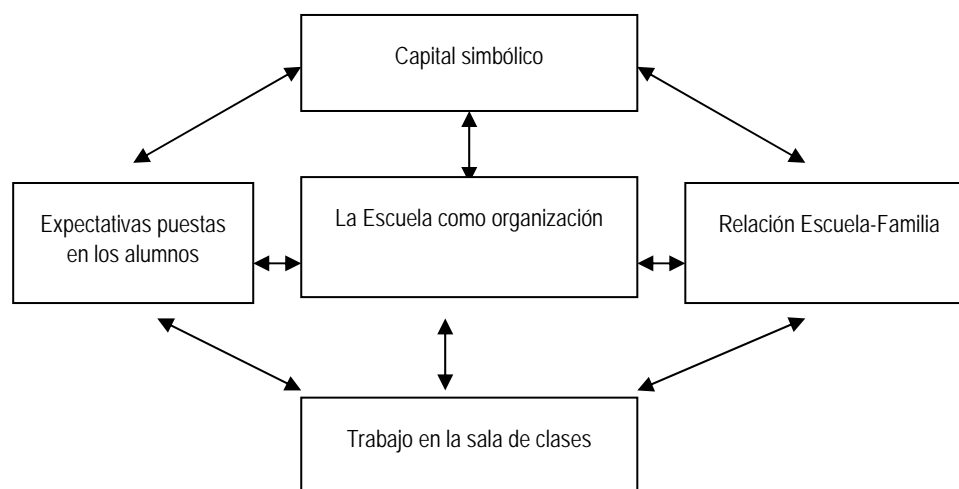 Capital simbólico
Expectativas puestas
en los alumnos
La Escuela como organización
Relación Escuela-Familia
Trabajo en la sala de clases